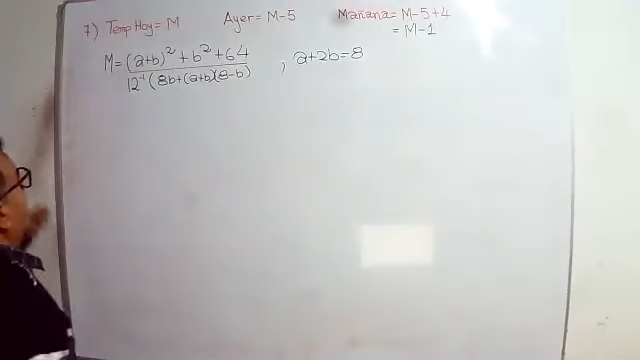 7) Temp Hoy = M Ayer = M-5 Mañana = M-5+4
= M-1
M = (a+b)² + b² + 64 , a+2b=8
12⁻¹ (8b+(a+b)(8-b)